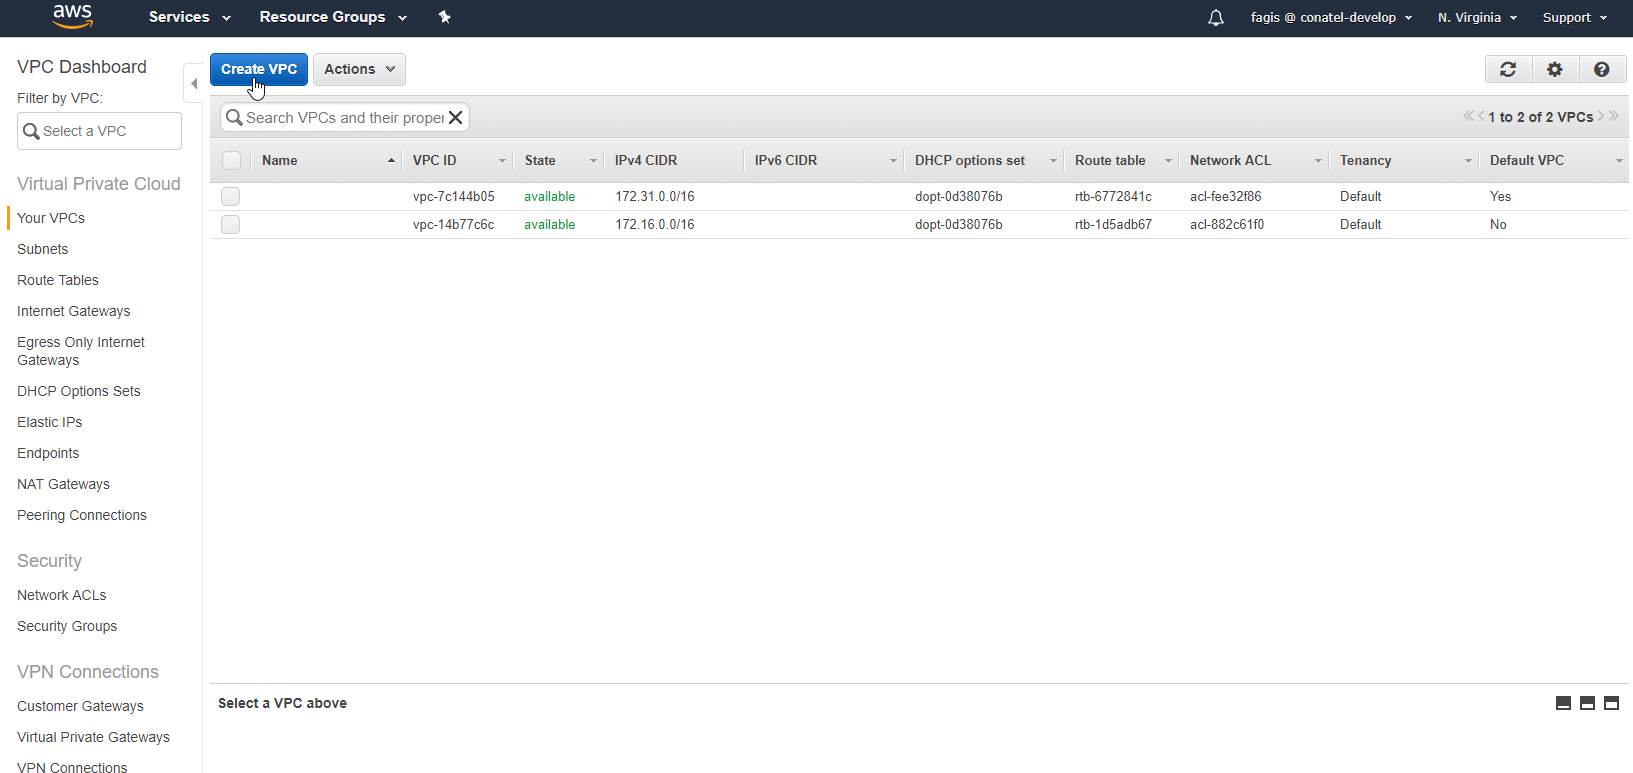 aws
Services
Resource Groups
fagis @ conatel-develop
N. Virginia
Support
VPC Dashboard
Filter by VPC:
Select a VPC
Virtual Private Cloud
Your VPCs
Subnets
Route Tables
Internet Gateways
Egress Only Internet
Gateways
DHCP Options Sets
Elastic IPs
Endpoints
NAT Gateways
Peering Connections
Security
Network ACLs
Security Groups
VPN Connections
Customer Gateways
Virtual Private Gateways
VPN Connections
Create VPC
Actions
Search VPCs and their proper
1 to 2 of 2 VPCs
Name VPC ID State IPv4 CIDR IPv6 CIDR DHCP options set Route table Network ACL Tenancy Default VPC
vpc-7c144b05 available 172.31.0.0/16 dopt-0d38076b rtb-6772841c acl-fee32f86 Default Yes
vpc-14b77c6c available 172.16.0.0/16 dopt-0d38076b rtb-1d5adb67 acl-882c61f0 Default No
Select a VPC above